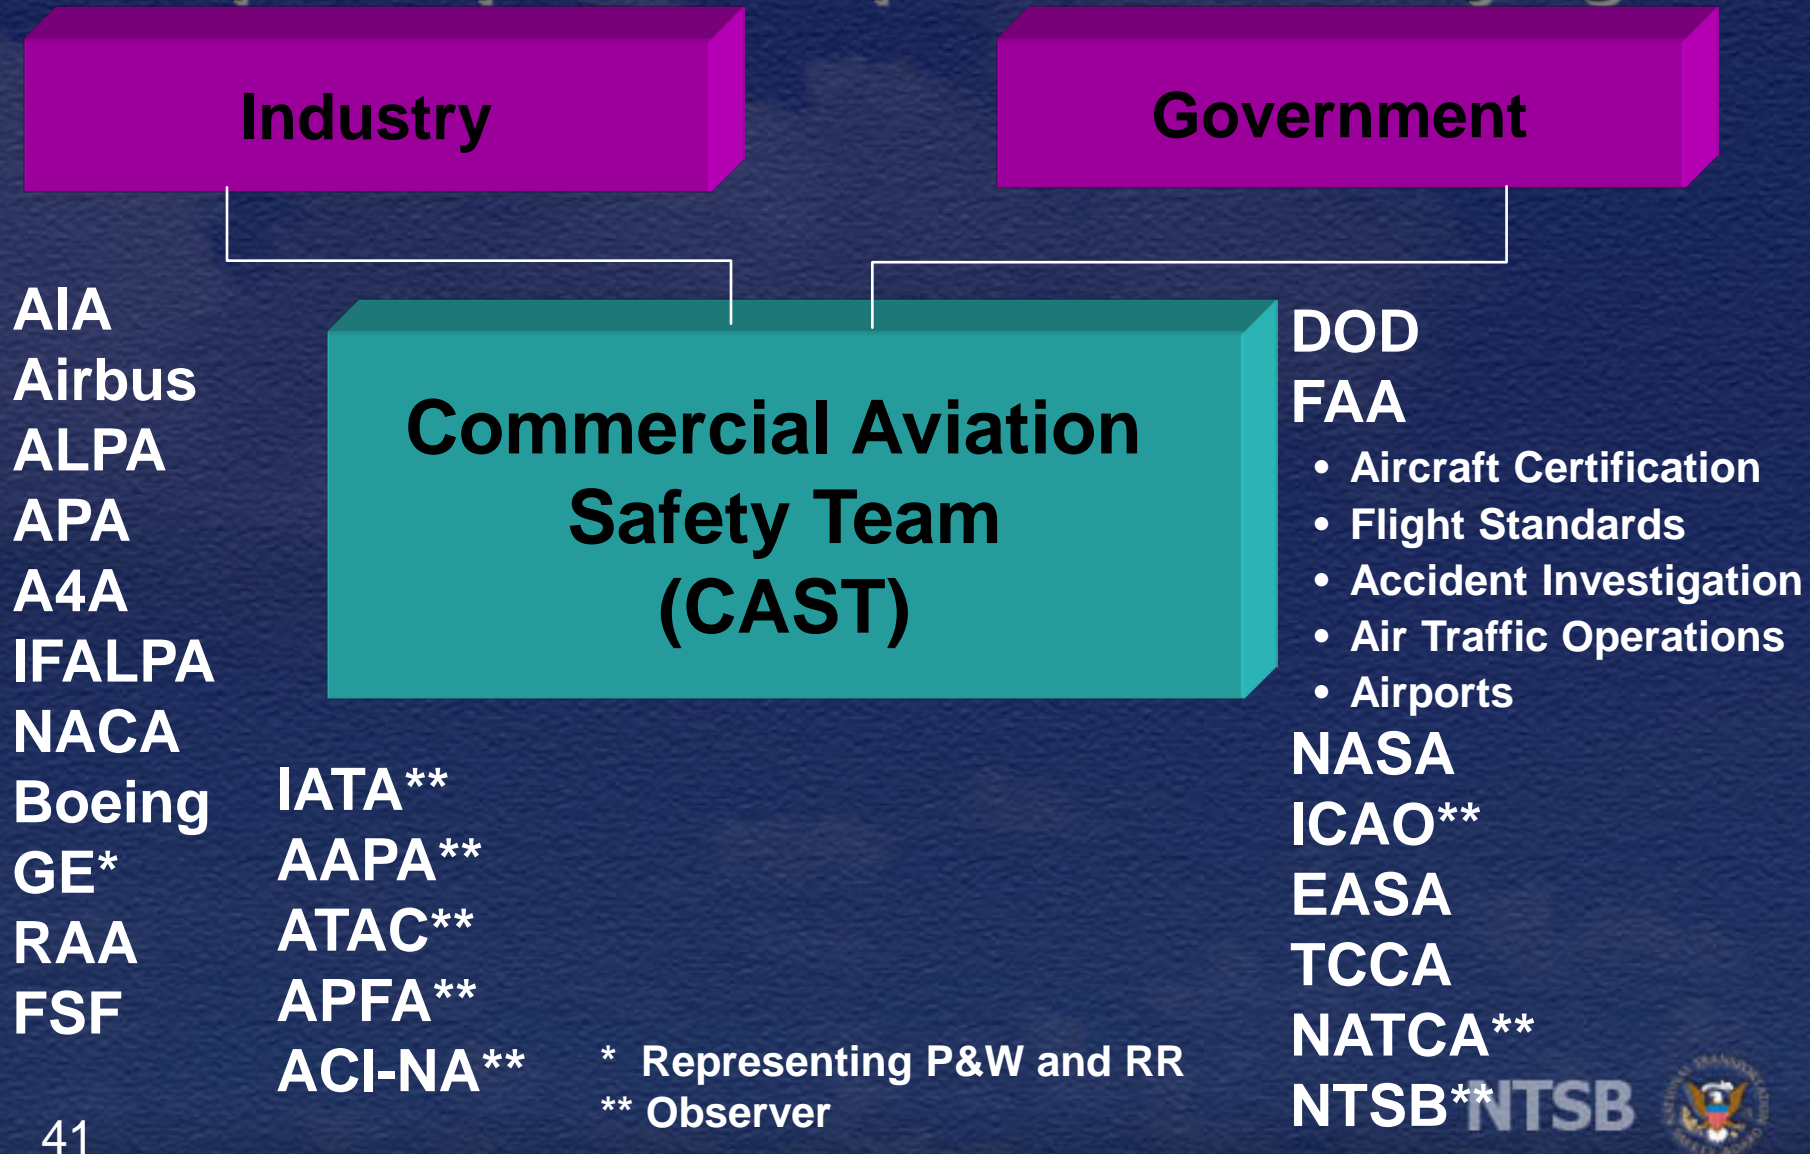 Industry
Government
Commercial Aviation
Safety Team
(CAST)
AIA
Airbus
ALPA
APA
A4A
IFALPA
NACA
Boeing
GE*
RAA
FSF
IATA**
AAPA**
ATAC**
APFA**
ACI-NA**
* Representing P&W and RR
** Observer
DOD
FAA
• Aircraft Certification
• Flight Standards
• Accident Investigation
• Air Traffic Operations
• Airports
NASA
ICAO**
EASA
TCCA
NATCA**
NTSB**
NTSB
41